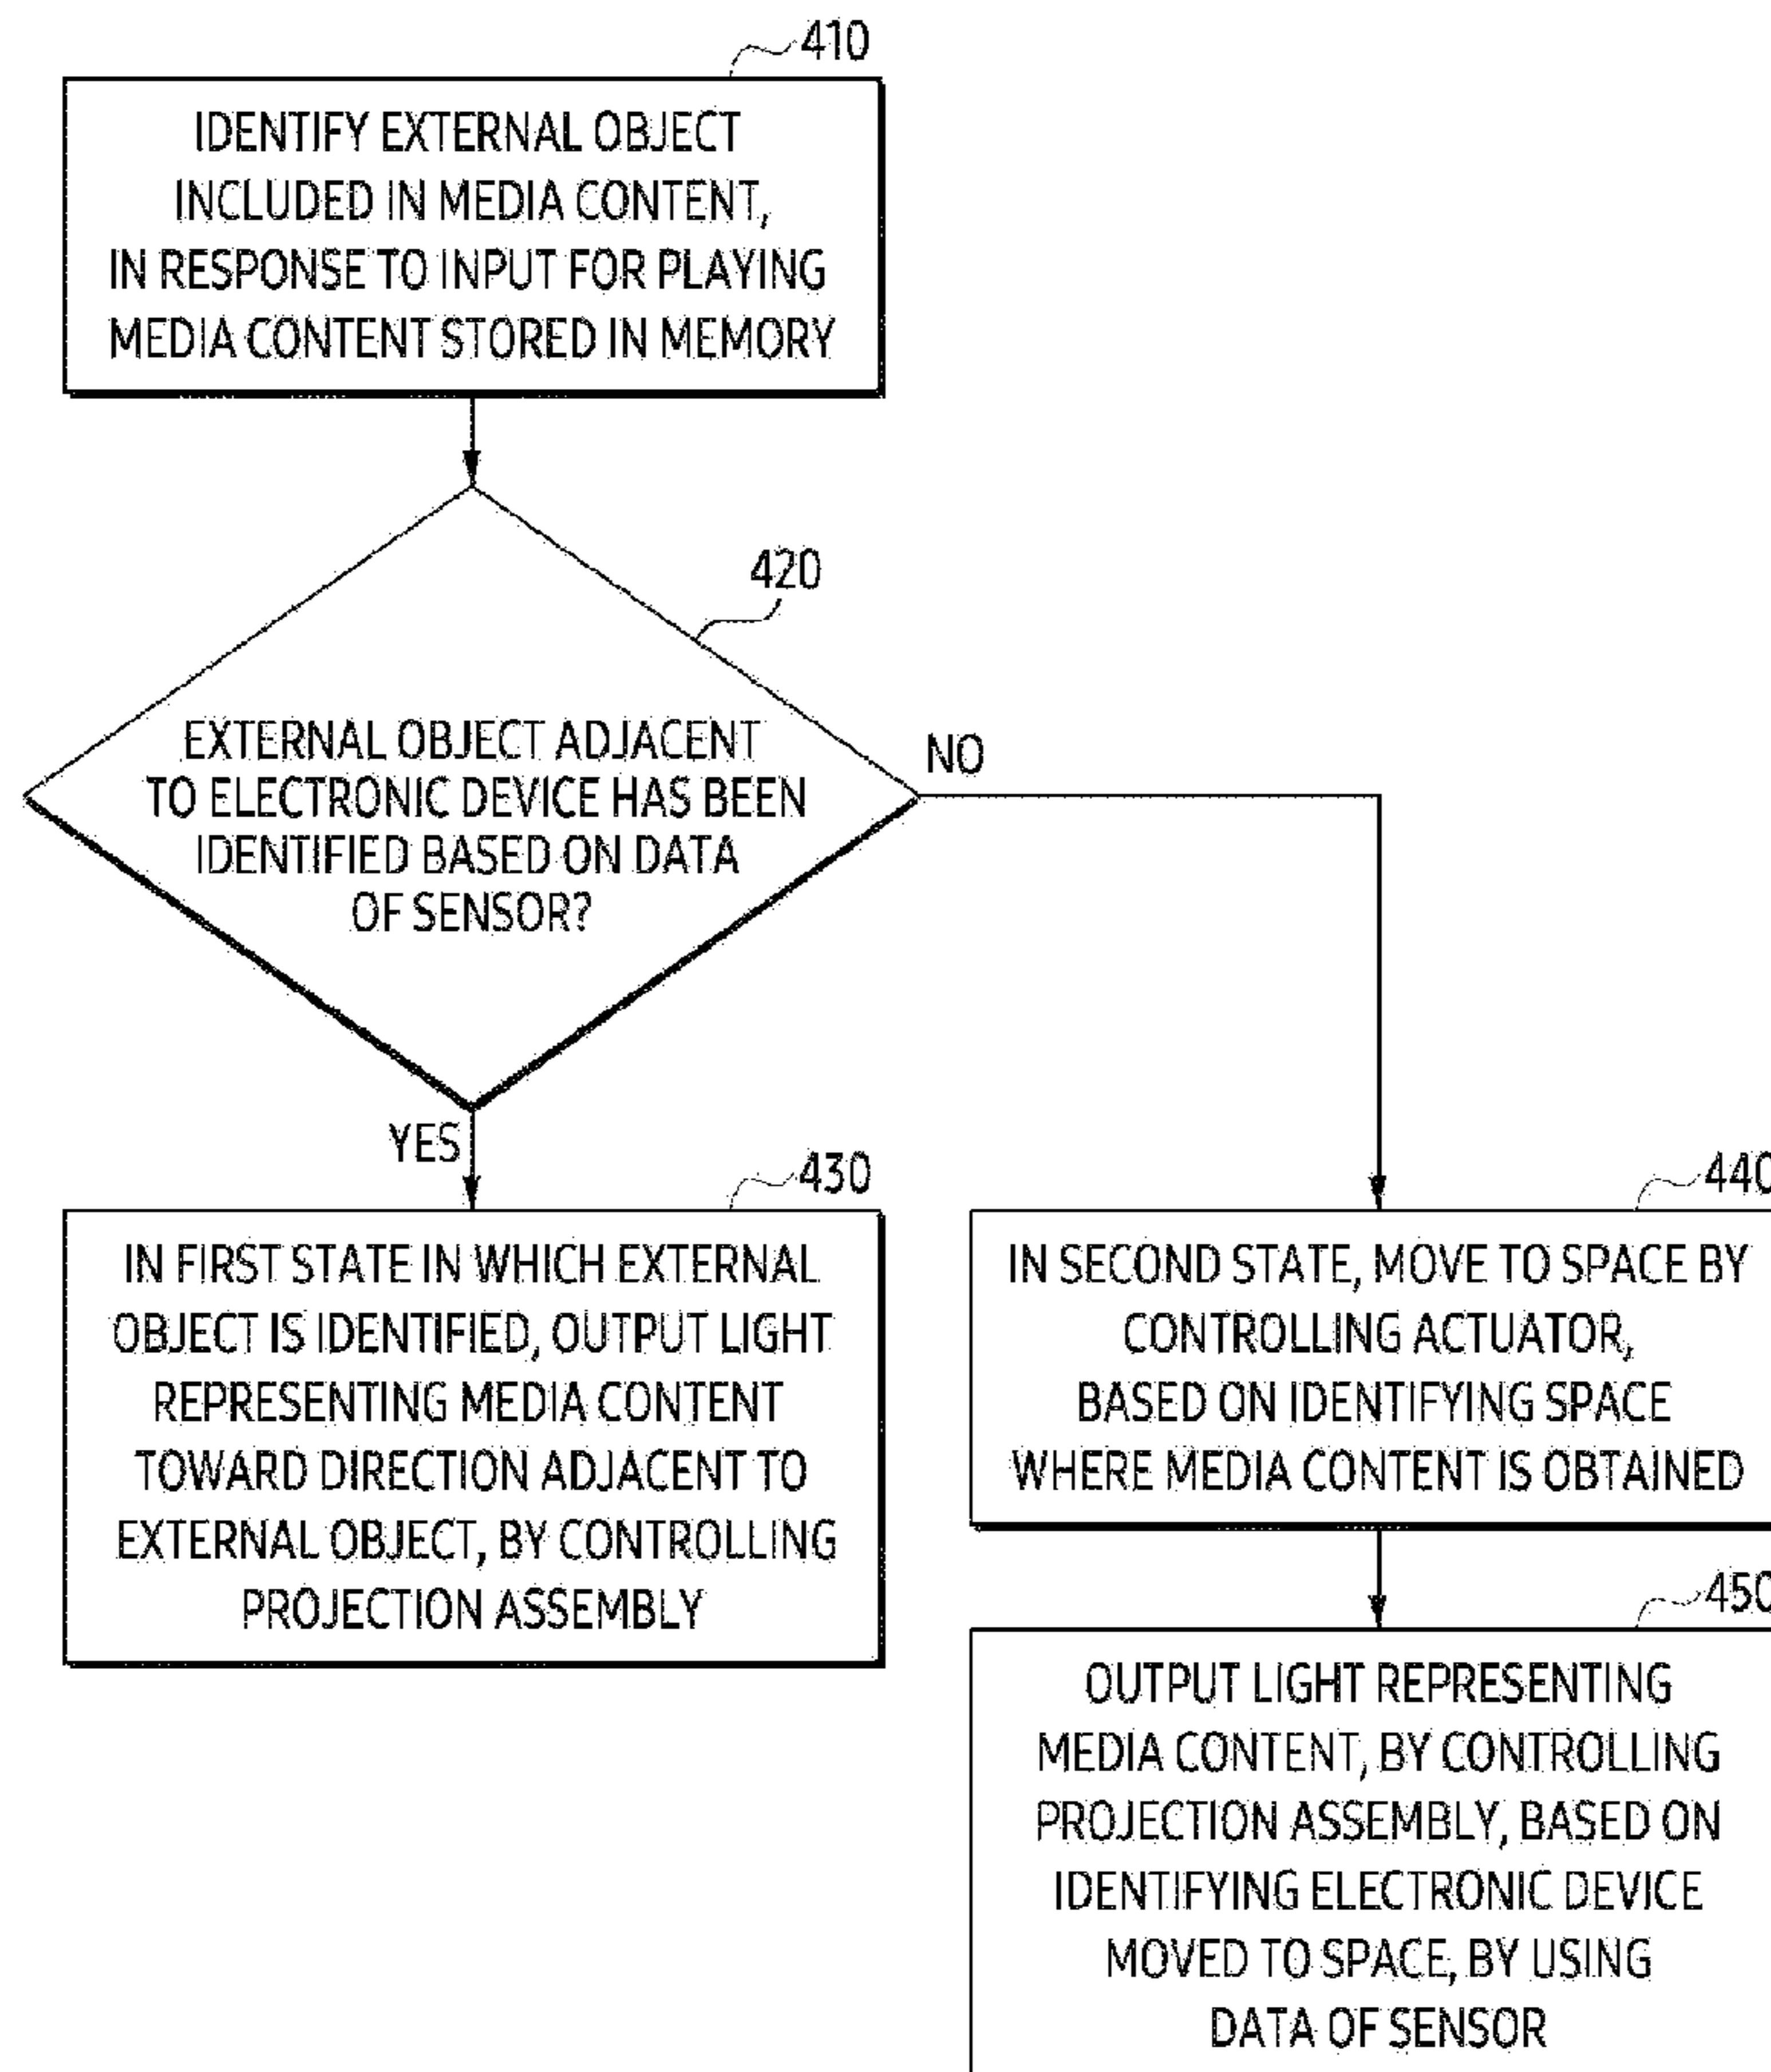 410
IDENTIFY EXTERNAL OBJECT
INCLUDED IN MEDIA CONTENT,
IN RESPONSE TO INPUT FOR PLAYING
MEDIA CONTENT STORED IN MEMORY
420
EXTERNAL OBJECT ADJACENT
TO ELECTRONIC DEVICE HAS BEEN
IDENTIFIED BASED ON DATA
OF SENSOR?
NO
YES
430
IN FIRST STATE IN WHICH EXTERNAL
OBJECT IS IDENTIFIED, OUTPUT LIGHT
REPRESENTING MEDIA CONTENT
TOWARD DIRECTION ADJACENT TO
EXTERNAL OBJECT, BY CONTROLLING
PROJECTION ASSEMBLY
440
IN SECOND STATE, MOVE TO SPACE BY
CONTROLLING ACTUATOR,
BASED ON IDENTIFYING SPACE
WHERE MEDIA CONTENT IS OBTAINED
450
OUTPUT LIGHT REPRESENTING
MEDIA CONTENT, BY CONTROLLING
PROJECTION ASSEMBLY, BASED ON
IDENTIFYING ELECTRONIC DEVICE
MOVED TO SPACE, BY USING
DATA OF SENSOR